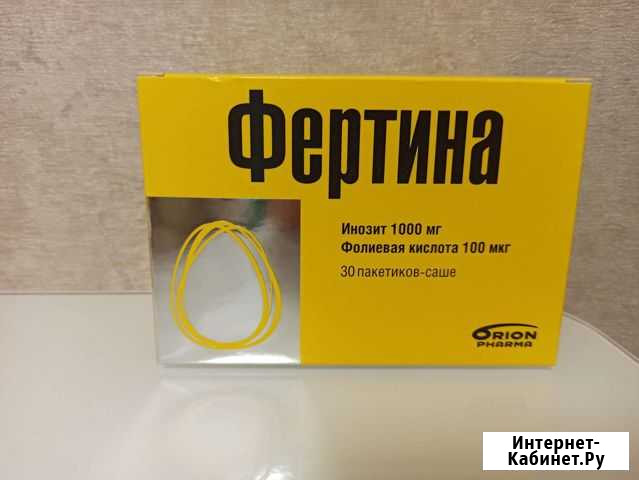 Фертина
Инозит 1000 мг
Фолиевая кислота 100 мкг
30 пакетиков-саше
ORION
PHARMA
Интернет-
Кабинет.Ру